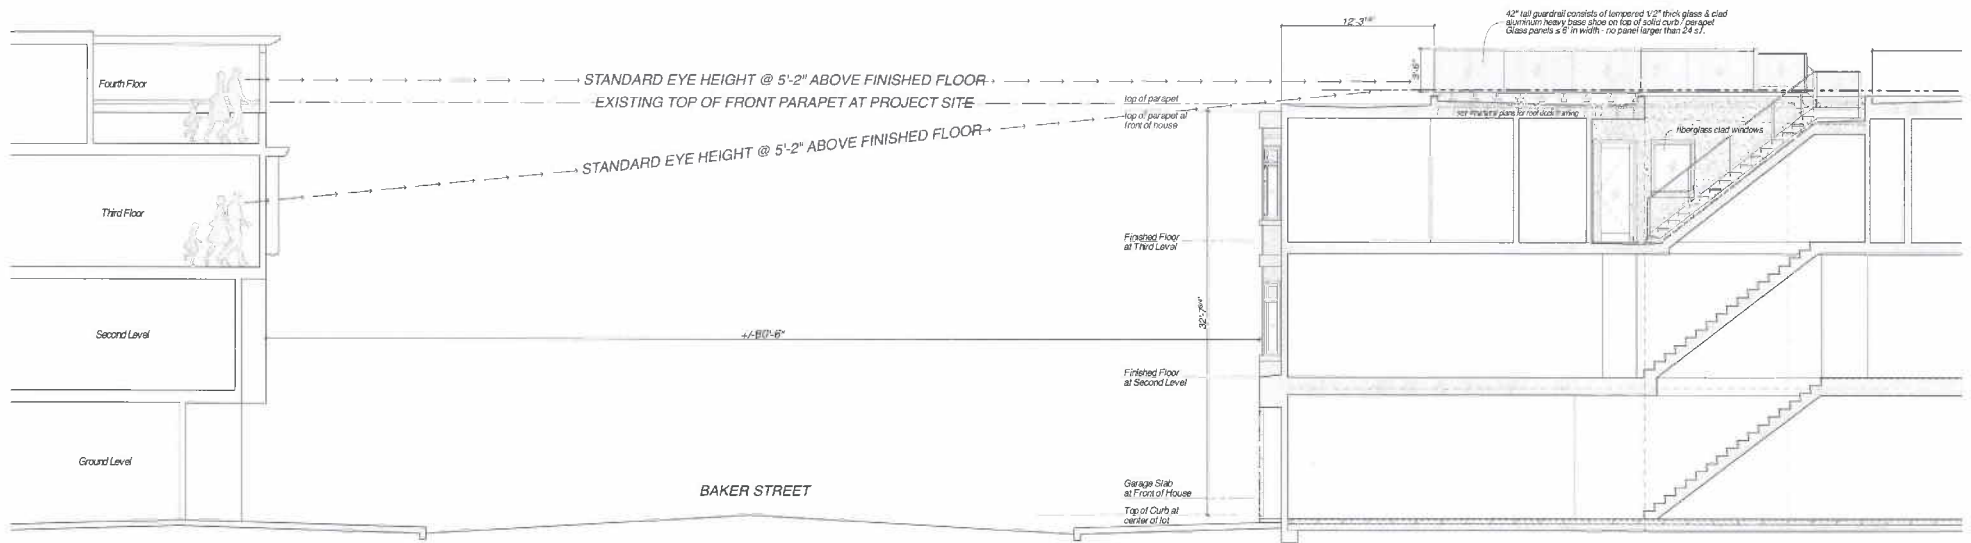 12'-3
42" tall guardrail consists of tempered 1/2" thick glass & clad
aluminum heavy base shoe on top of solid curb / parapet
Glass panels ≤ 6' in width - no panel larger than 24 s.f.
Fourth Floor
STANDARD EYE HEIGHT @ 5'-2" ABOVE FINISHED FLOOR
3'-6"
EXISTING TOP OF FRONT PARAPET AT PROJECT SITE
top of parapet
top of parapet at
front of house
STANDARD EYE HEIGHT @ 5'-2" ABOVE FINISHED FLOOR
plans for roof deck framing
fiberglass clad windows
Third Floor
Finished Floor
at Third Level
32'-7
Second Level
Finished Floor
at Second Level
Ground Level
BAKER STREET
Garage Slab
at Front of House
Top of Curb at
center of lot